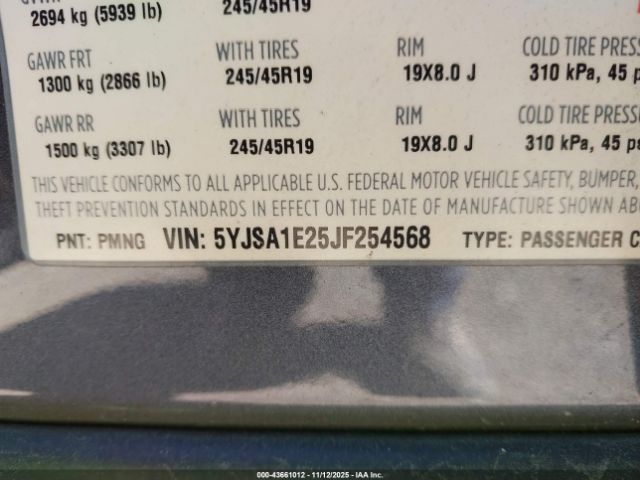 2694 kg (5939 lb) 245/45R19
GAWR FRT WITH TIRES RIM COLD TIRE PRESSU
1300 kg (2866 lb) 245/45R19 19X8.0 J 310 kPa, 45 p
GAWR RR WITH TIRES RIM COLD TIRE PRESSU
1500 kg (3307 lb) 245/45R19 19X8.0 J 310 kPa, 45 ps
THIS VEHICLE CONFORMS TO ALL APPLICABLE U.S. FEDERAL MOTOR VEHICLE SAFETY, BUMPER,
THEFT PREVENTION STANDARDS IN EFFECT ON THE DATE OF MANUFACTURE SHOWN ABO
PNT: PMNG VIN: 5YJSA1E25JF254568 TYPE: PASSENGER C
000-43661012 - 11/12/2025 - IAA Inc.